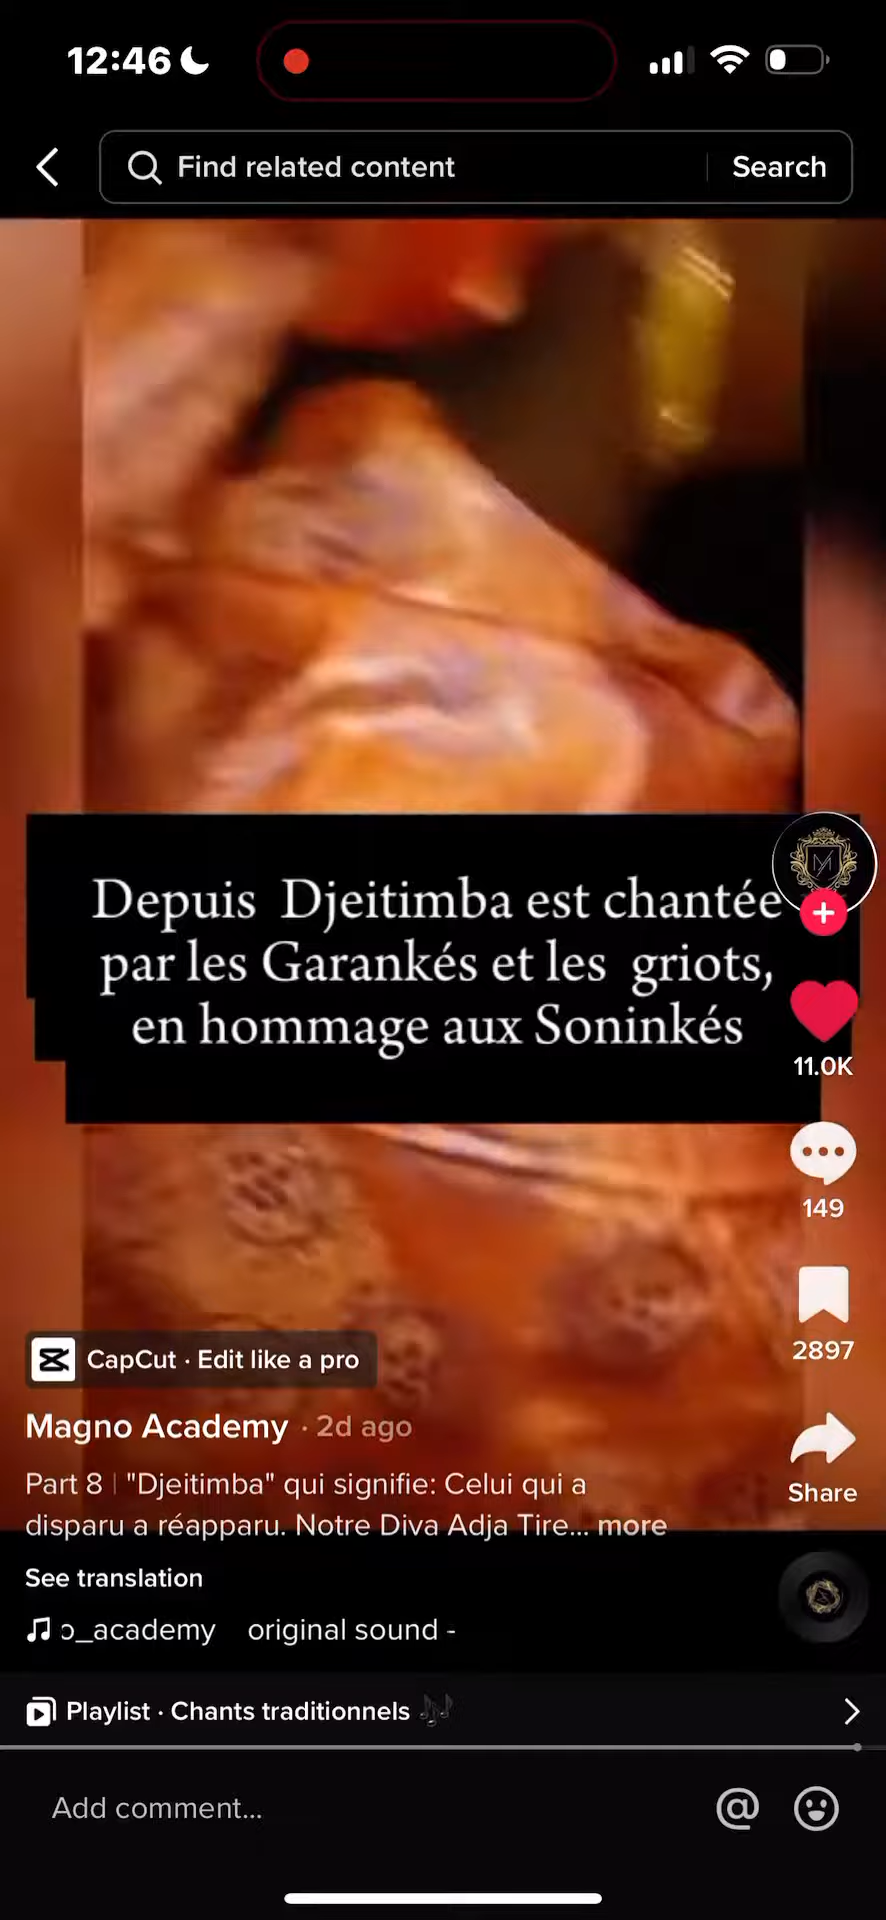 12:46
Find related content
Search
Depuis Djeitimba est chantée
par les Garankés et les griots,
en hommage aux Soninkés
11.0K
149
2897
Share
CapCut · Edit like a pro
Magno Academy · 2d ago
Part 8 | "Djeitimba" qui signifie: Celui qui a
disparu a réapparu. Notre Diva Adja Tire... more
See translation
ɔ_academy original sound -
Playlist · Chants traditionnels 🎶
Add comment...